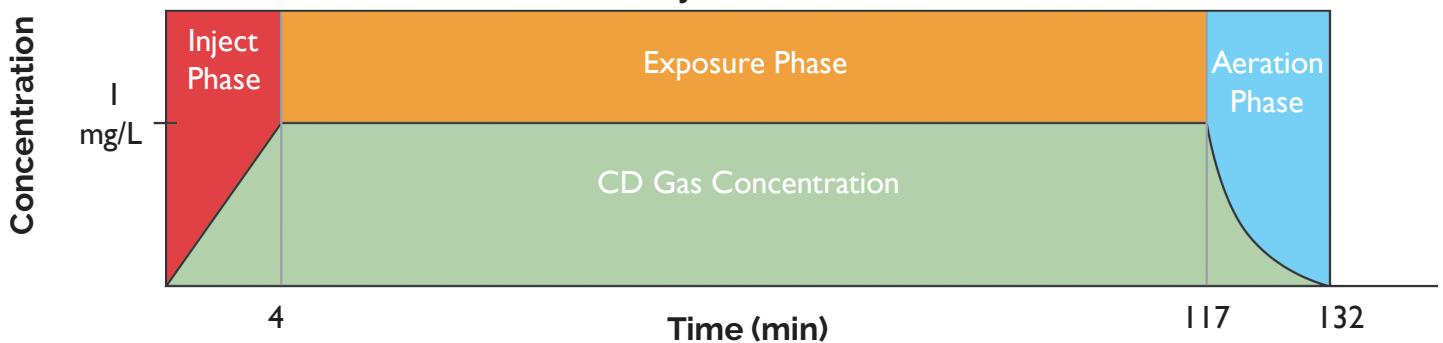 Concentration
1
mg/L
Inject
Phase
Exposure Phase
Aeration
Phase
CD Gas Concentration
4
117
132
Time (min)